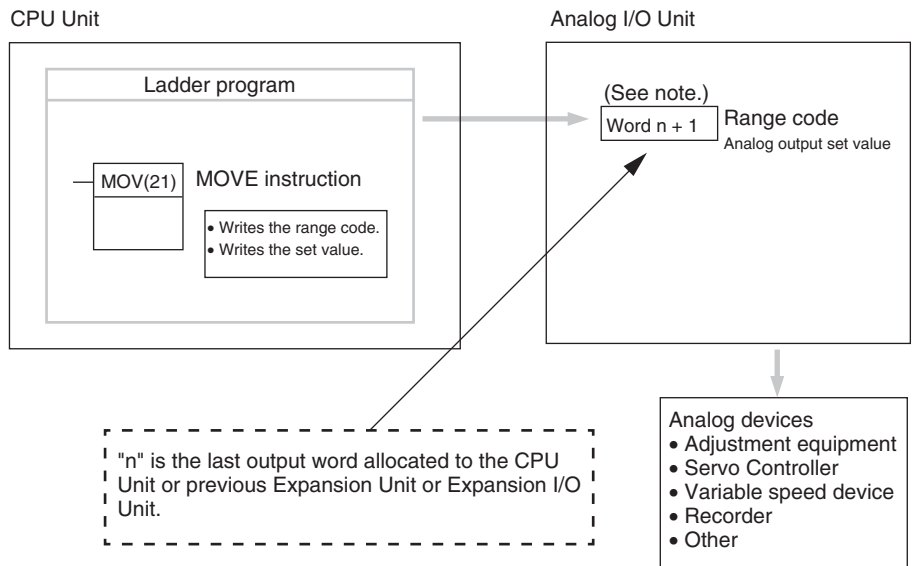 CPU Unit
Analog I/O Unit
Ladder program
MOV(21)
MOVE instruction
• Writes the range code.
• Writes the set value.
(See note.)
Word n + 1
Range code
Analog output set value
"n" is the last output word allocated to the CPU
Unit or previous Expansion Unit or Expansion I/O
Unit.
Analog devices
• Adjustment equipment
• Servo Controller
• Variable speed device
• Recorder
• Other